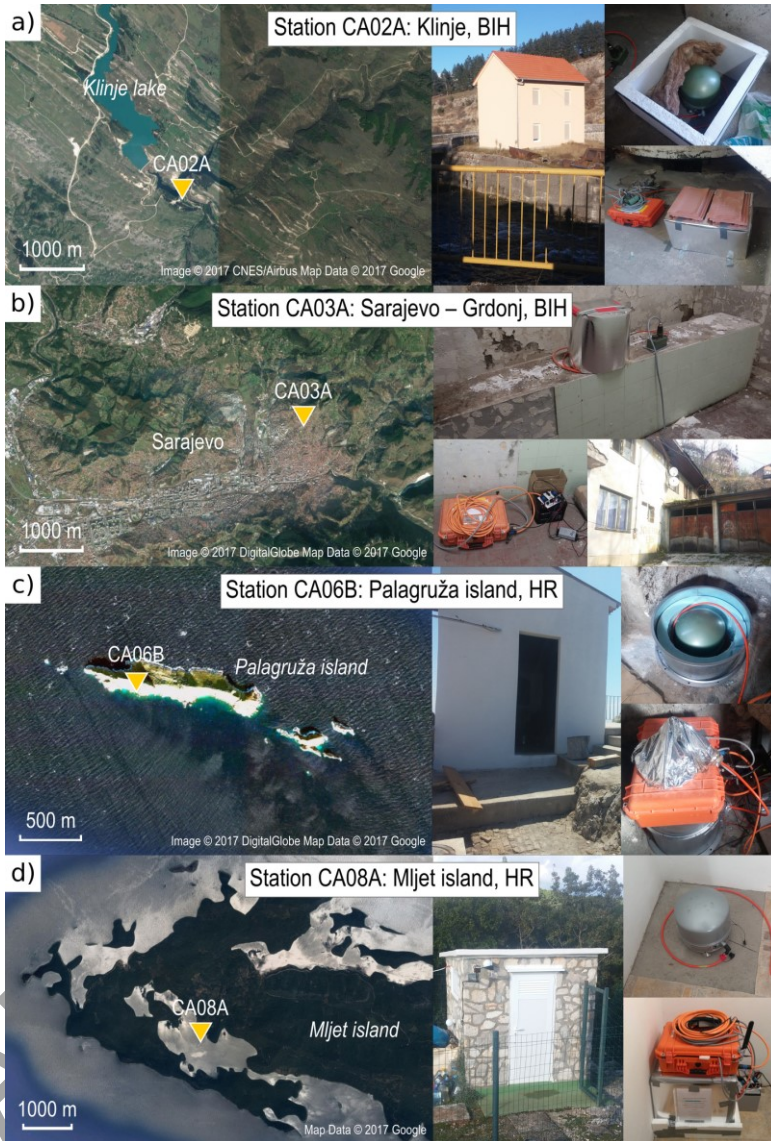 a)
Station CA02A: Klinje, BIH
Klinje lake
CA02A
1000 m
Image © 2017 CNES/Airbus Map Data © 2017 Google
b)
Station CA03A: Sarajevo – Grdonj, BIH
CA03A
Sarajevo
1000 m
Image © 2017 DigitalGlobe Map Data © 2017 Google
c)
Station CA06B: Palagruža island, HR
CA06B
Palagruža island
500 m
Image © 2017 DigitalGlobe Map Data © 2017 Google
d)
Station CA08A: Mljet island, HR
CA08A
Mljet island
1000 m
Map Data © 2017 Google